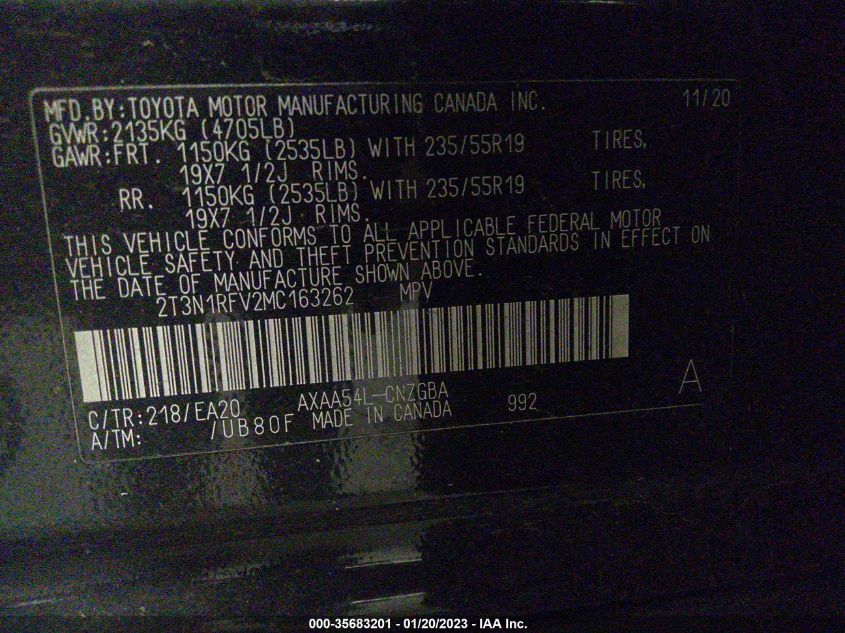 MFD.BY:TOYOTA MOTOR MANUFACTURING CANADA INC. 11/20
GVWR:2135KG (4705LB)
GAWR:FRT. 1150KG (2535LB) WITH 235/55R19 TIRES,
19X7 1/2J RIMS.
RR. 1150KG (2535LB) WITH 235/55R19 TIRES,
19X7 1/2J RIMS.
THIS VEHICLE CONFORMS TO ALL APPLICABLE FEDERAL MOTOR
VEHICLE SAFETY AND THEFT PREVENTION STANDARDS IN EFFECT ON
THE DATE OF MANUFACTURE SHOWN ABOVE.
2T3N1RFV2MC163262 MPV
C/TR:218/EA20 AXAA54L-CNZGBA A
A/TM: /UB80F MADE IN CANADA 992
000-35683201 - 01/20/2023 - IAA Inc.